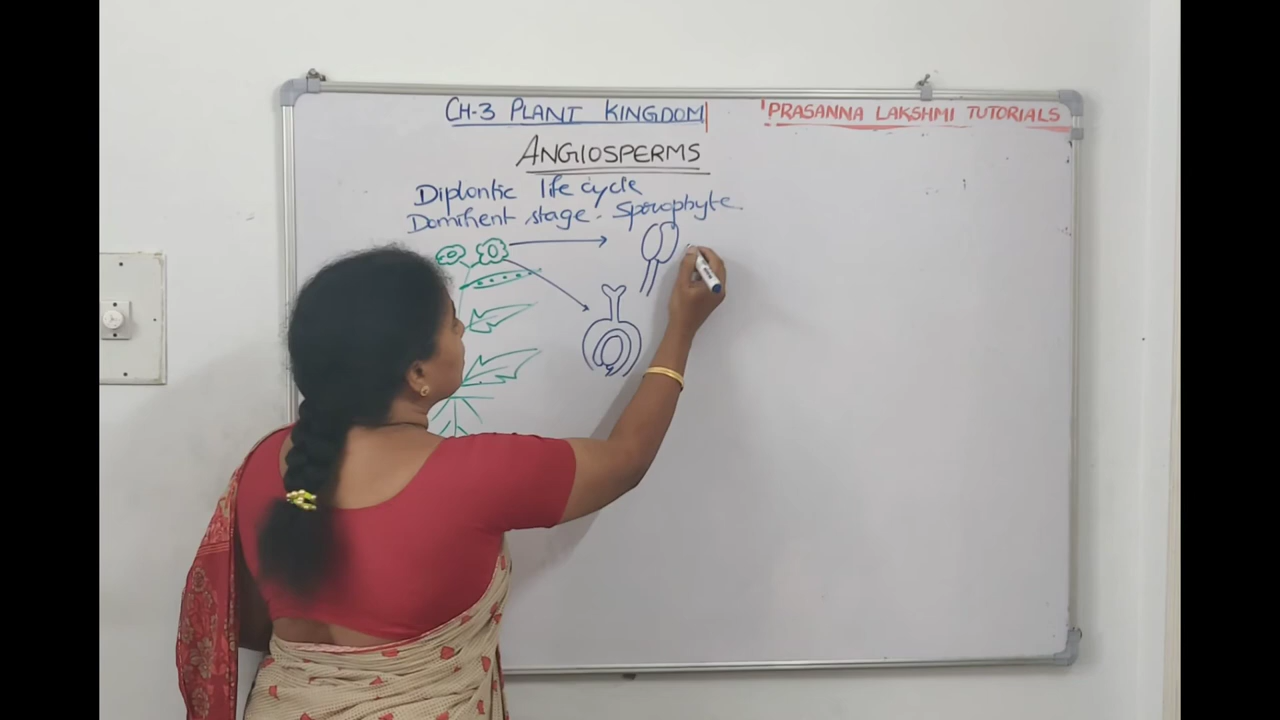 CH-3 PLANT KINGDOM
PRASANNA LAKSHMI TUTORIALS
ANGIOSPERMS
Diplontic life cycle
Dominent stage - Sporophyte